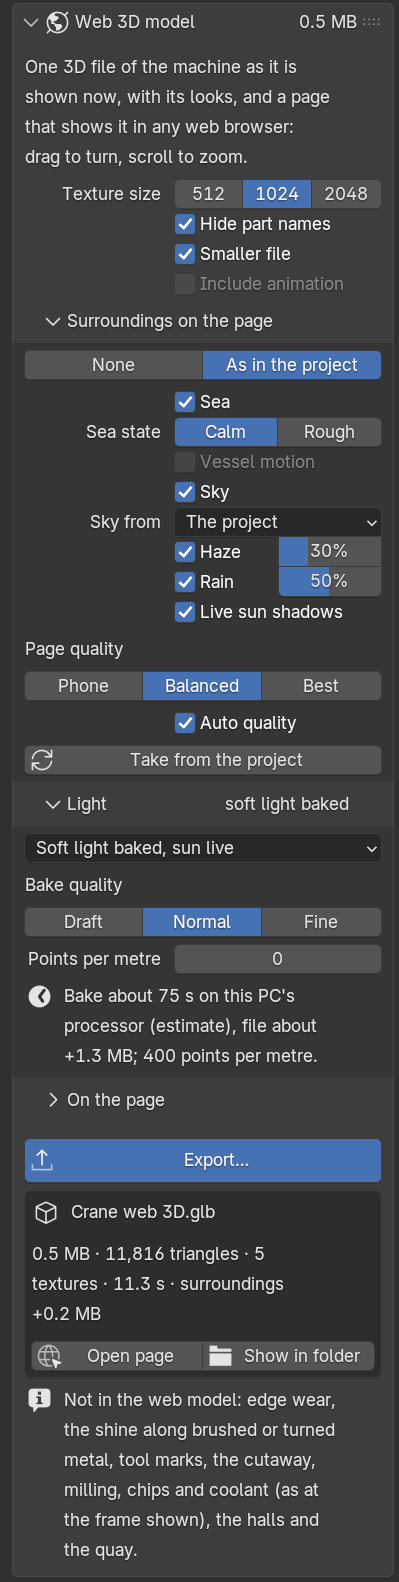 Web 3D model 0.5 MB
One 3D file of the machine as it is
shown now, with its looks, and a page
that shows it in any web browser:
drag to turn, scroll to zoom.
Texture size 512 1024 2048
Hide part names
Smaller file
Include animation
Surroundings on the page
None As in the project
Sea
Sea state Calm Rough
Vessel motion
Sky
Sky from The project
Haze 30%
Rain 50%
Live sun shadows
Page quality
Phone Balanced Best
Auto quality
Take from the project
Light soft light baked
Soft light baked, sun live
Bake quality
Draft Normal Fine
Points per metre 0
Bake about 75 s on this PC's
processor (estimate), file about
+1.3 MB; 400 points per metre.
On the page
Export...
Crane web 3D.glb
0.5 MB · 11,816 triangles · 5
textures · 11.3 s · surroundings
+0.2 MB
Open page Show in folder
Not in the web model: edge wear,
the shine along brushed or turned
metal, tool marks, the cutaway,
milling, chips and coolant (as at
the frame shown), the halls and
the quay.